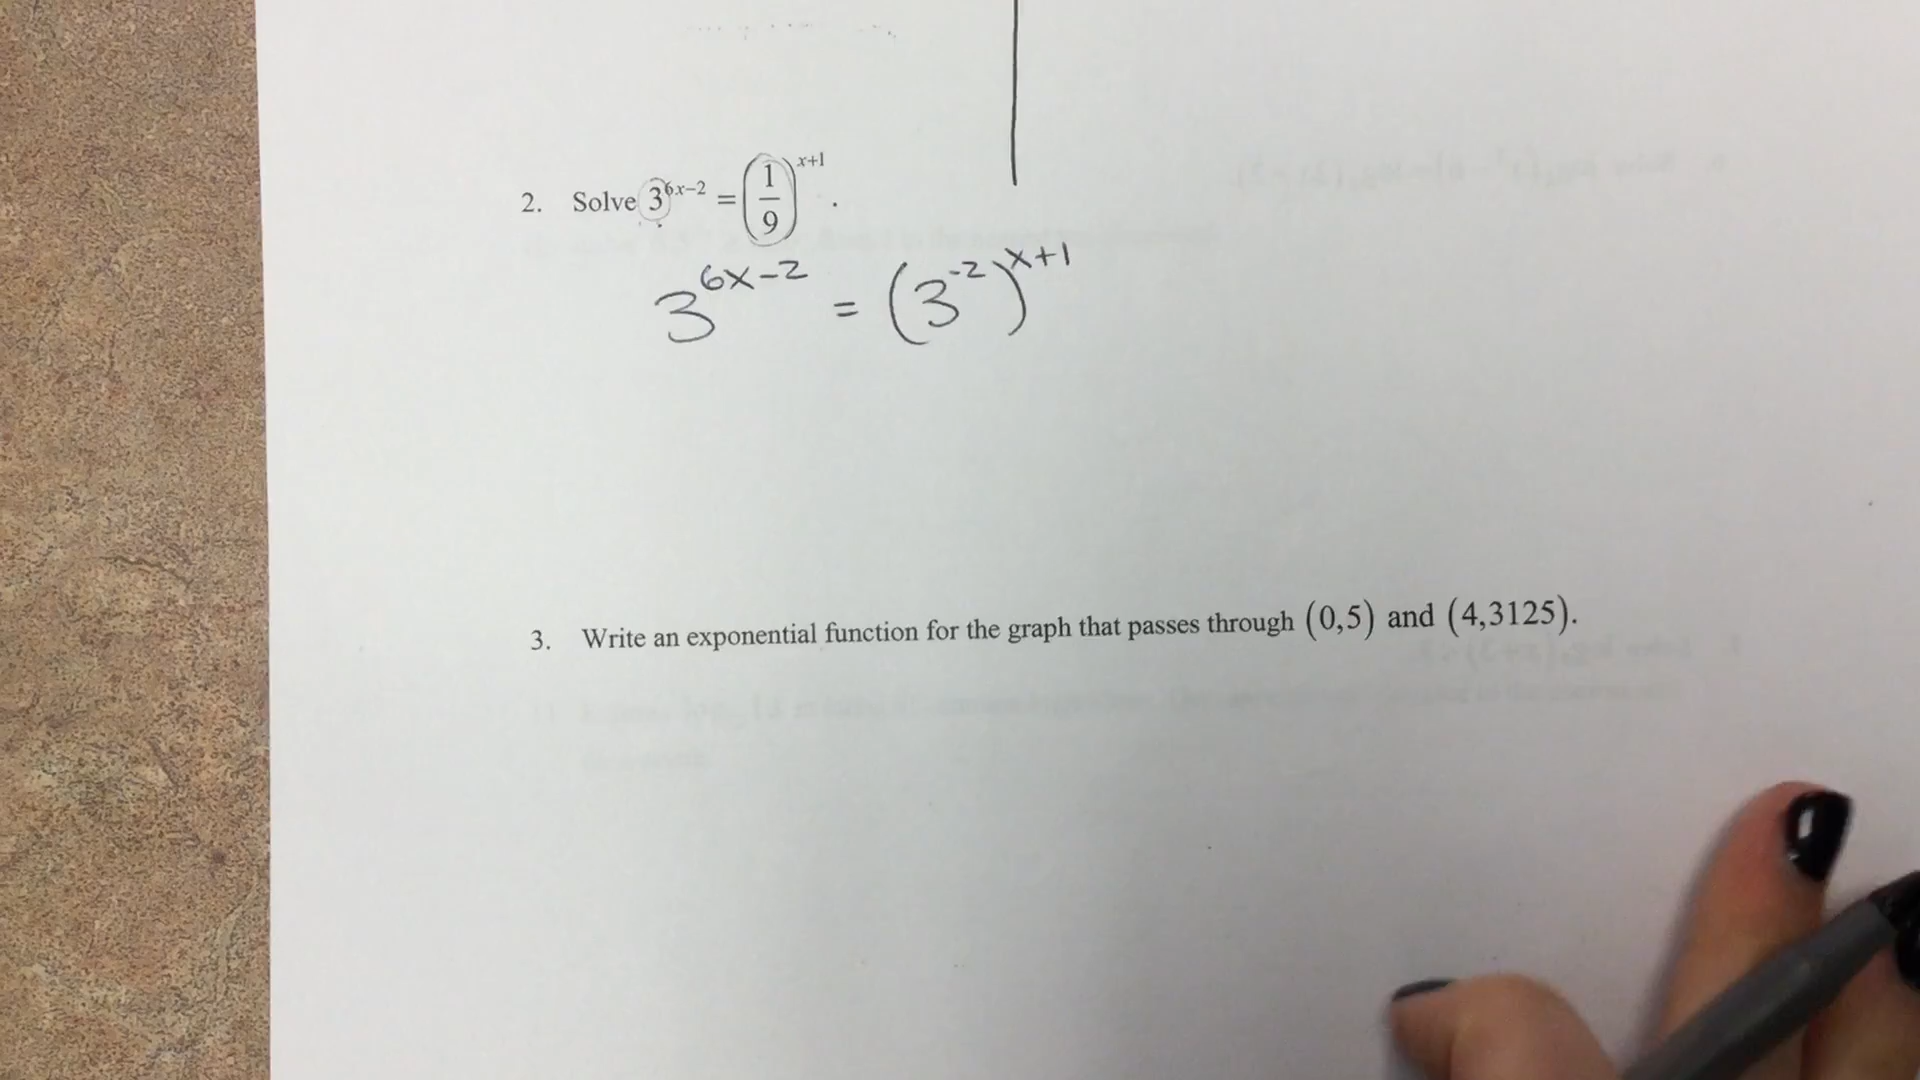 2. Solve 3^{6x-2} = (1/9)^{x+1}.
3^{6x-2} = (3^{-2})^{x+1}
3. Write an exponential function for the graph that passes through (0,5) and (4,3125).